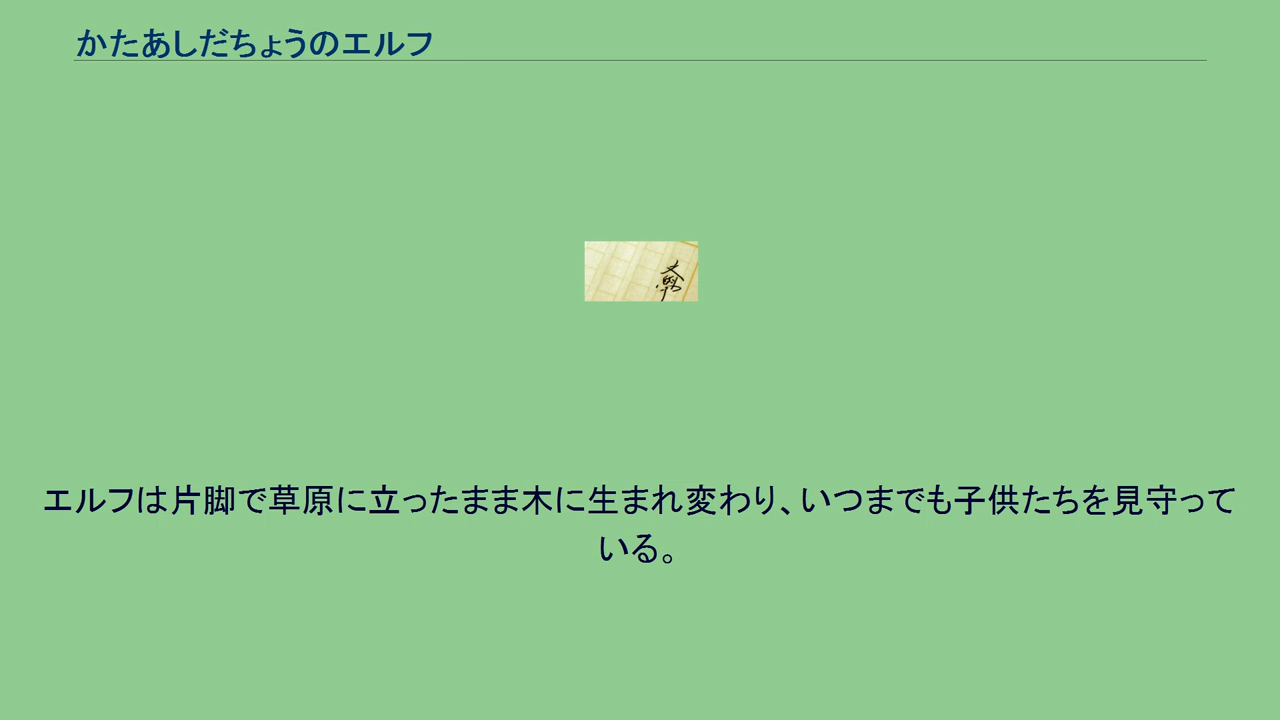 かたあしだちょうのエルフ
エルフは片脚で草原に立ったまま木に生まれ変わり、いつまでも子供たちを見守って
いる。